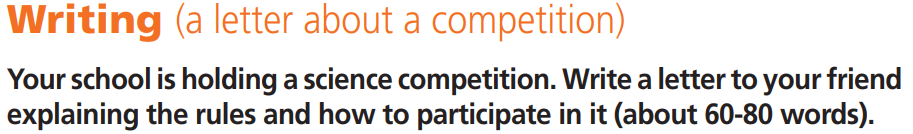 Writing (a letter about a competition)
Your school is holding a science competition. Write a letter to your friend
explaining the rules and how to participate in it (about 60-80 words).